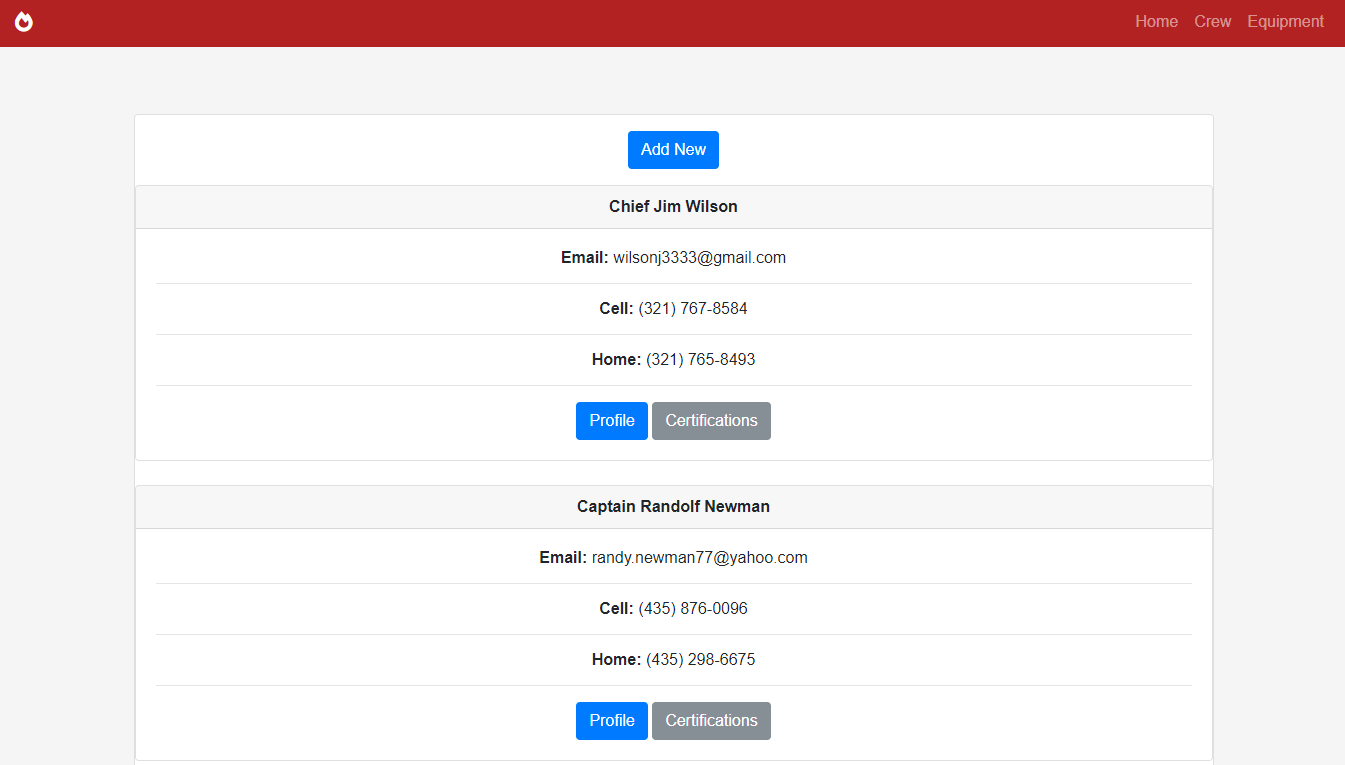 Home Crew Equipment
Add New
Chief Jim Wilson
Email: wilsonj3333@gmail.com
Cell: (321) 767-8584
Home: (321) 765-8493
Profile Certifications
Captain Randolf Newman
Email: randy.newman77@yahoo.com
Cell: (435) 876-0096
Home: (435) 298-6675
Profile Certifications